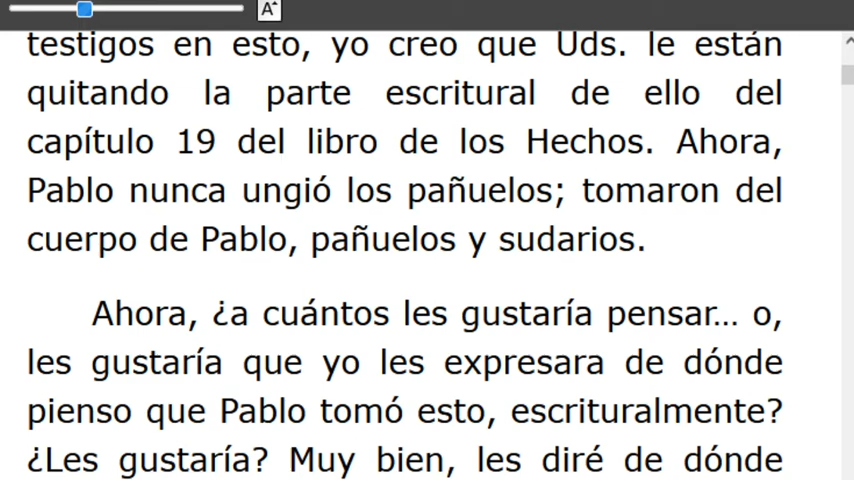 A
testigos en esto, yo creo que Uds. le están
quitando la parte escritural de ello del
capítulo 19 del libro de los Hechos. Ahora,
Pablo nunca ungió los pañuelos; tomaron del
cuerpo de Pablo, pañuelos y sudarios.
Ahora, ¿a cuántos les gustaría pensar… o,
les gustaría que yo les expresara de dónde
pienso que Pablo tomó esto, escrituralmente?
¿Les gustaría? Muy bien, les diré de dónde